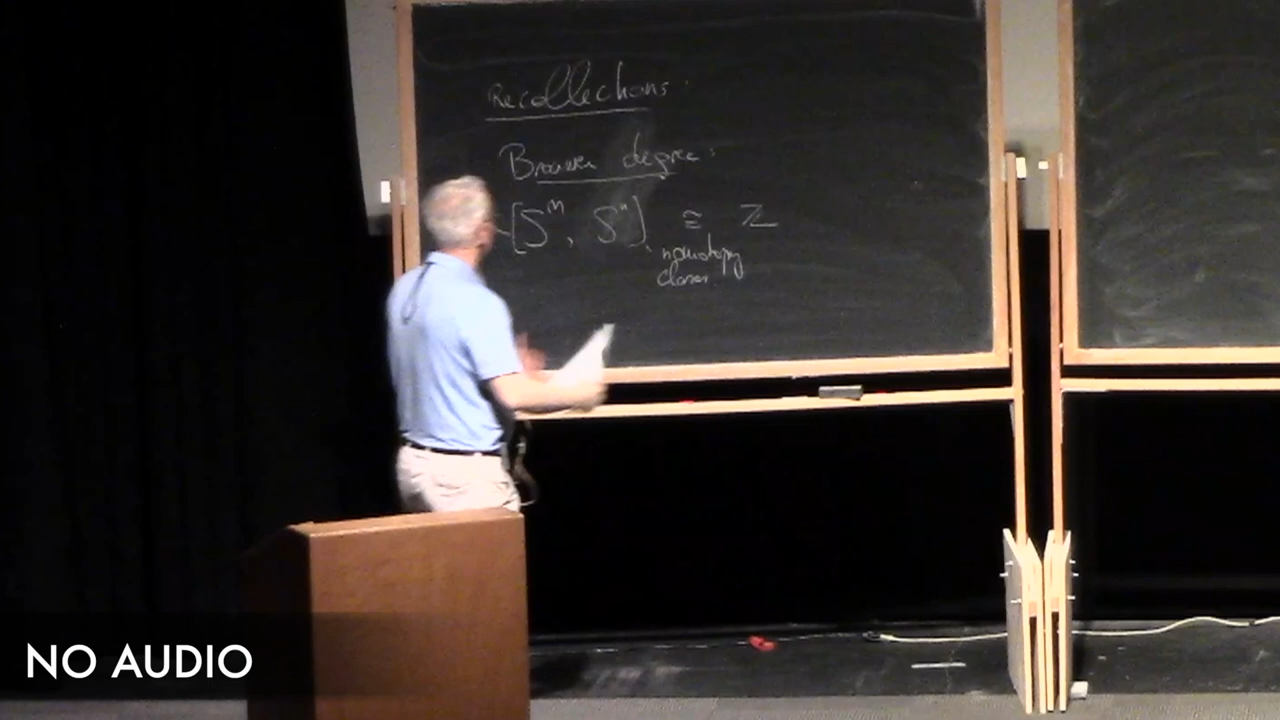 Recollections.
Brouwer degree:
[S^n, S^n] ≅ ℤ
homotopy
classes.
NO AUDIO